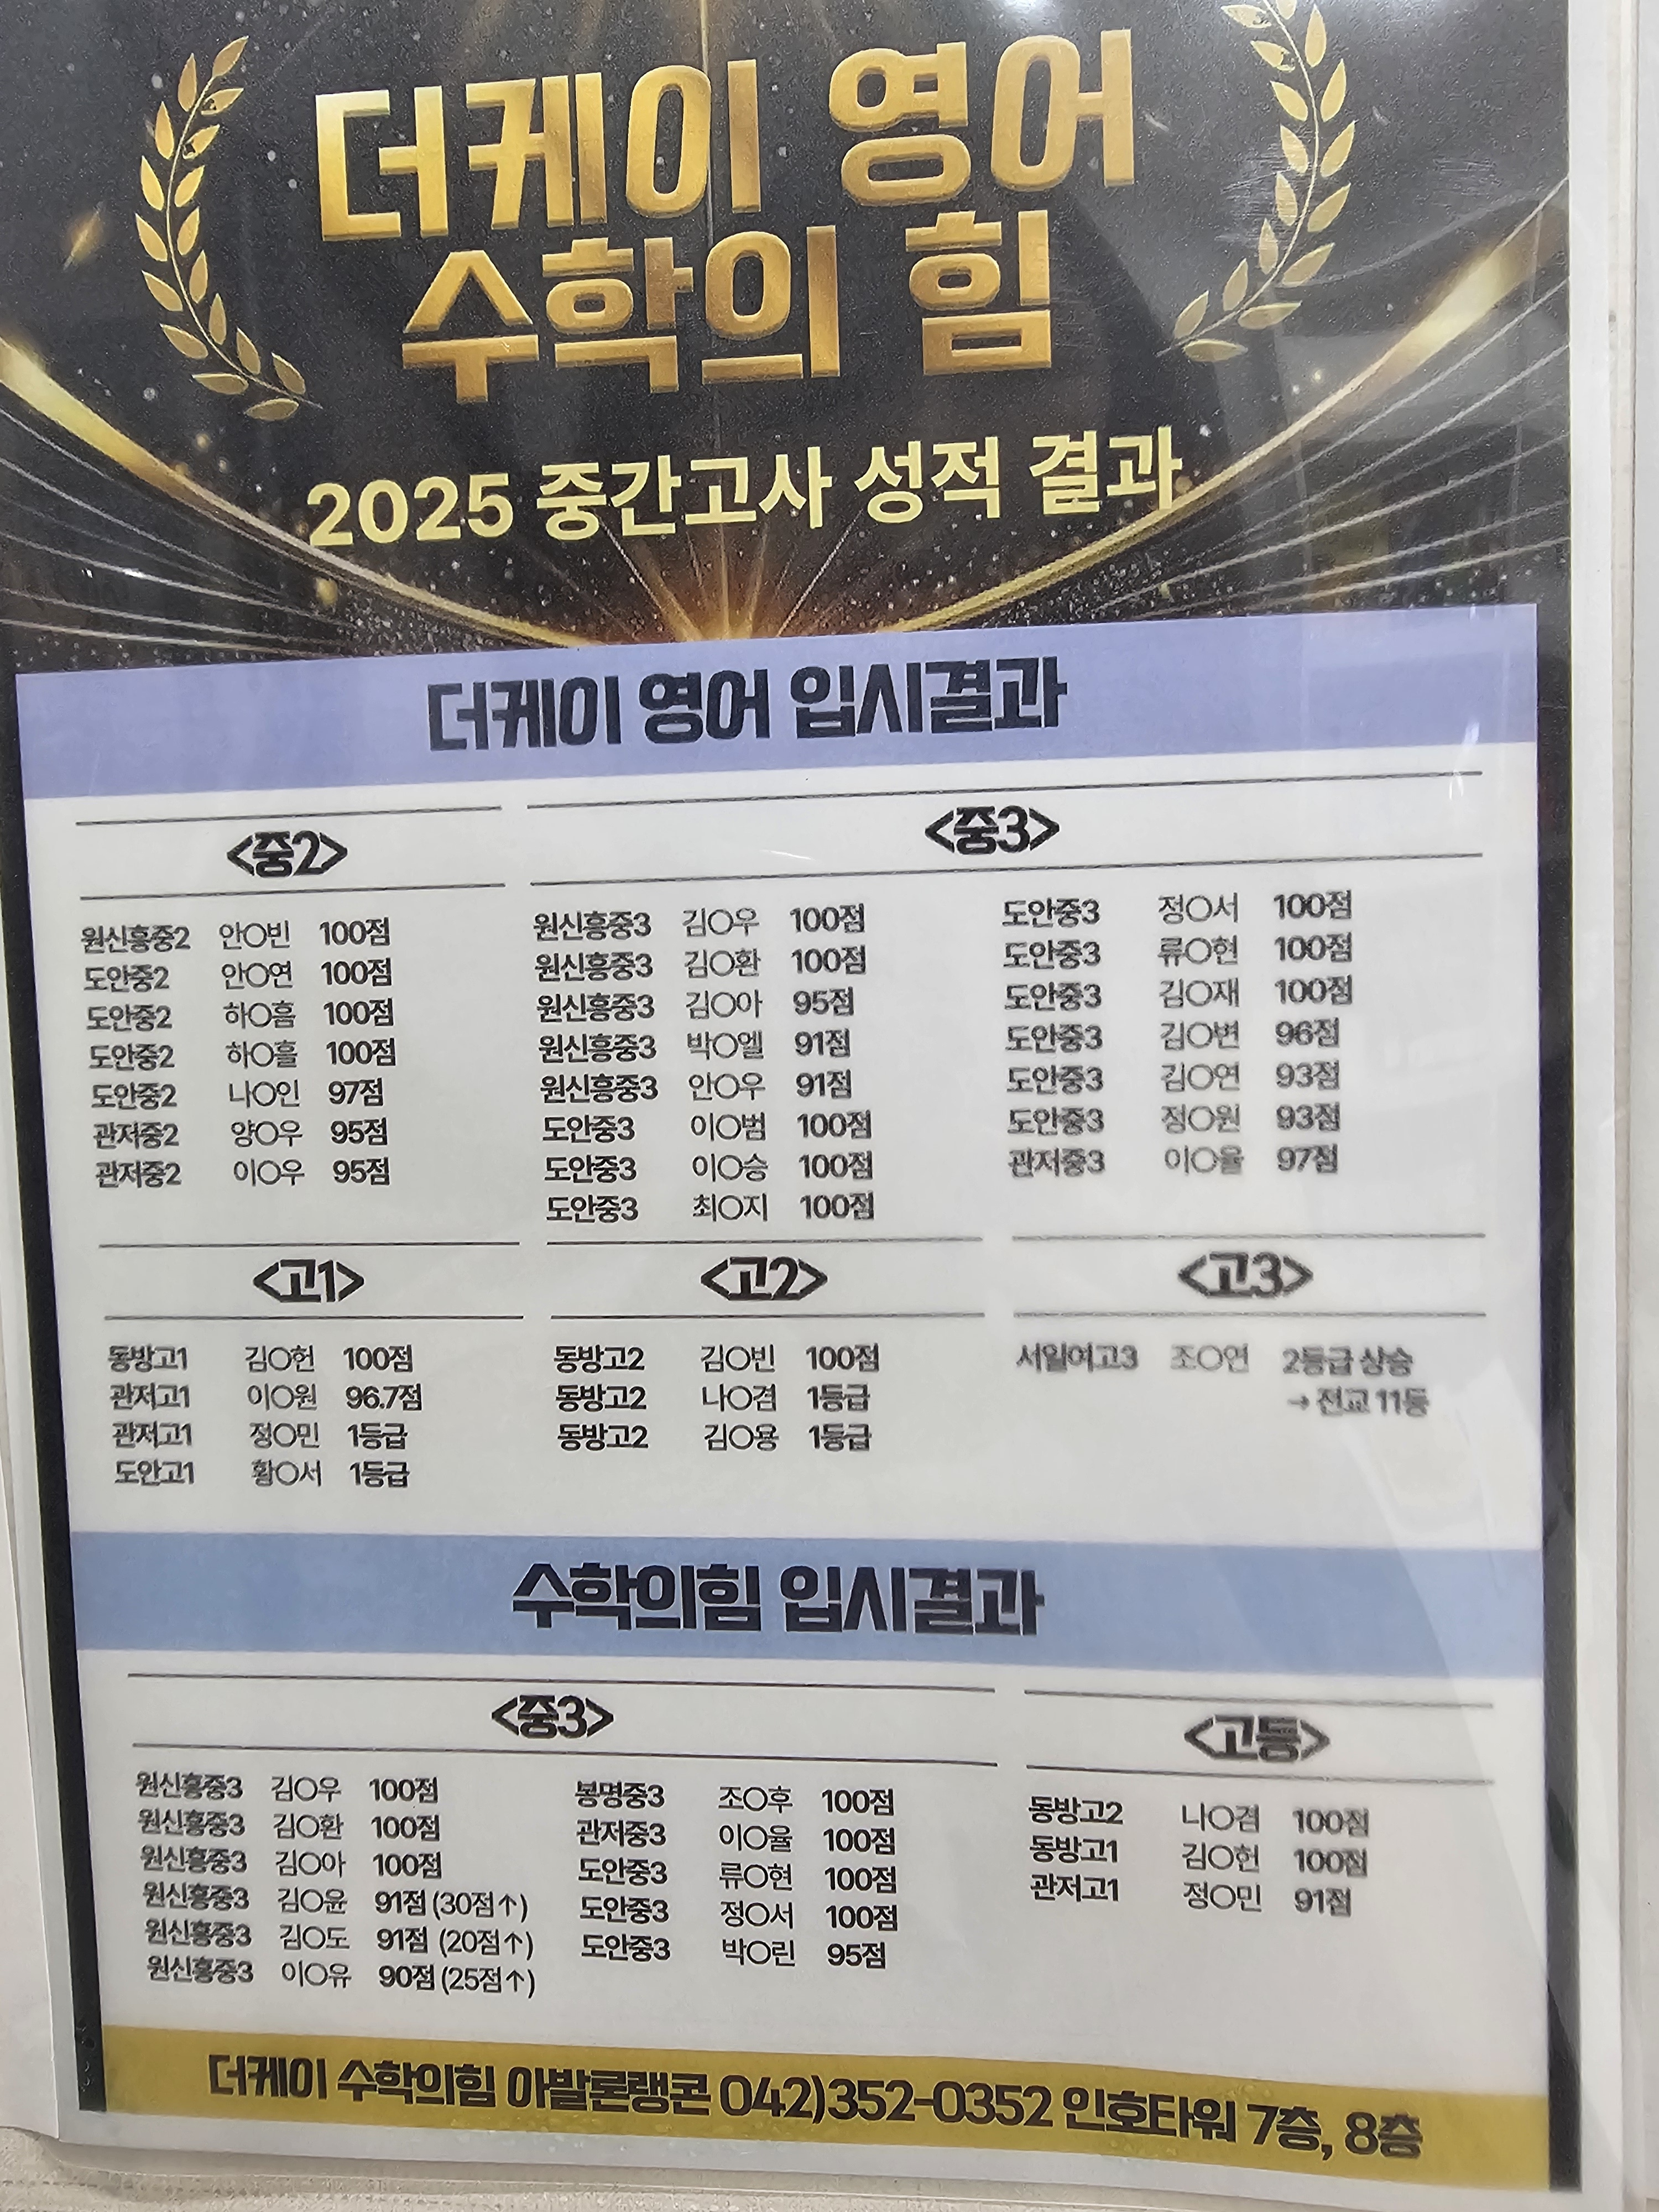 더케이 영어
수학의 힘
2025 중간고사 성적 결과
더케이 영어 입시결과
<중2>
원신흥중2 안○빈 100점
도안중2 안○연 100점
도안중2 하○흠 100점
도안중2 하○흘 100점
도안중2 나○인 97점
관저중2 양○우 95점
관저중2 이○우 95점
<중3>
원신흥중3 김○우 100점
원신흥중3 김○환 100점
원신흥중3 김○아 95점
원신흥중3 박○엘 91점
원신흥중3 안○우 91점
도안중3 이○범 100점
도안중3 이○승 100점
도안중3 최○지 100점
도안중3 정○서 100점
도안중3 류○현 100점
도안중3 김○재 100점
도안중3 김○변 96점
도안중3 김○연 93점
도안중3 정○원 93점
관저중3 이○율 97점
<고1>
동방고1 김○헌 100점
관저고1 이○원 96.7점
관저고1 정○민 1등급
도안고1 황○서 1등급
<고2>
동방고2 김○빈 100점
동방고2 나○겸 1등급
동방고2 김○용 1등급
<고3>
서일여고3 조○연 2등급 상승
→ 전교 11등
수학의힘 입시결과
<중3>
원신흥중3 김○우 100점
원신흥중3 김○환 100점
원신흥중3 김○아 100점
원신흥중3 김○윤 91점 (30점↑)
원신흥중3 김○도 91점 (20점↑)
원신흥중3 이○유 90점 (25점↑)
봉명중3 조○후 100점
관저중3 이○율 100점
도안중3 류○현 100점
도안중3 정○서 100점
도안중3 박○린 95점
<고등>
동방고2 나○겸 100점
동방고1 김○헌 100점
관저고1 정○민 91점
더케이 수학의힘 아발론랭콘 042)352-0352 인호타워 7층, 8층